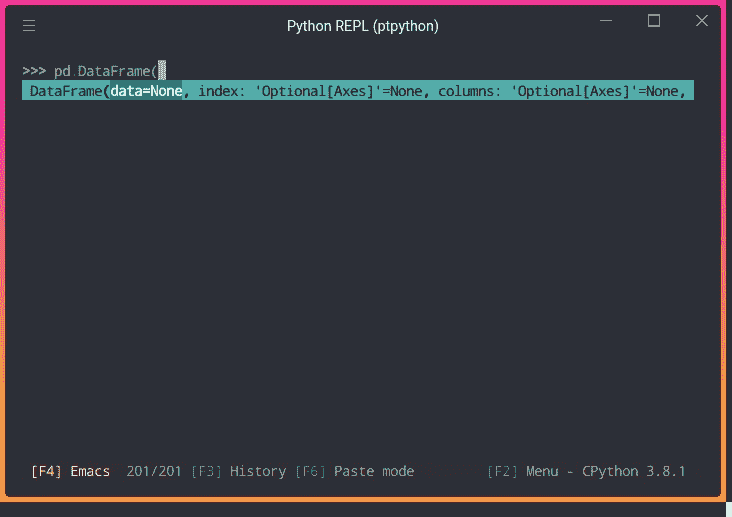 Python REPL (ptpython)
>>> pd.DataFrame(
DataFrame(data=None, index: 'Optional[Axes]'=None, columns: 'Optional[Axes]'=None,
[F4] Emacs 201/201 [F3] History [F6] Paste mode [F2] Menu - CPython 3.8.1